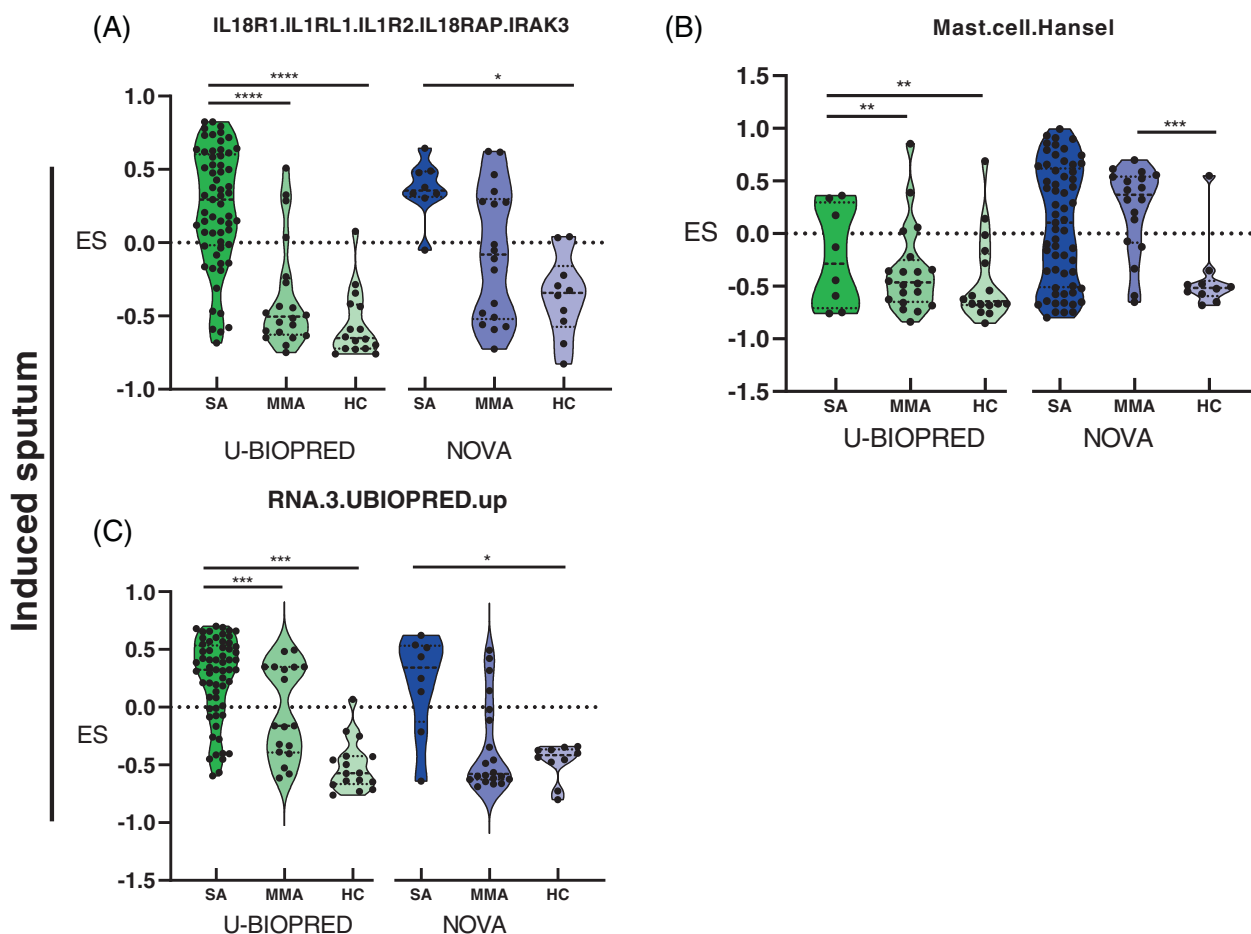 Induced sputum
(A)
IL18R1.IL1RL1.IL1R2.IL18RAP.IRAK3
****
****
*
1.0
0.5
0.0
-0.5
-1.0
ES
SA MMA HC SA MMA HC
U-BIOPRED NOVA
(B)
Mast.cell.Hansel
**
**
***
1.5
1.0
0.5
0.0
-0.5
-1.0
-1.5
ES
SA MMA HC SA MMA HC
U-BIOPRED NOVA
(C)
RNA.3.UBIOPRED.up
***
***
*
1.0
0.5
0.0
-0.5
-1.0
-1.5
ES
SA MMA HC SA MMA HC
U-BIOPRED NOVA